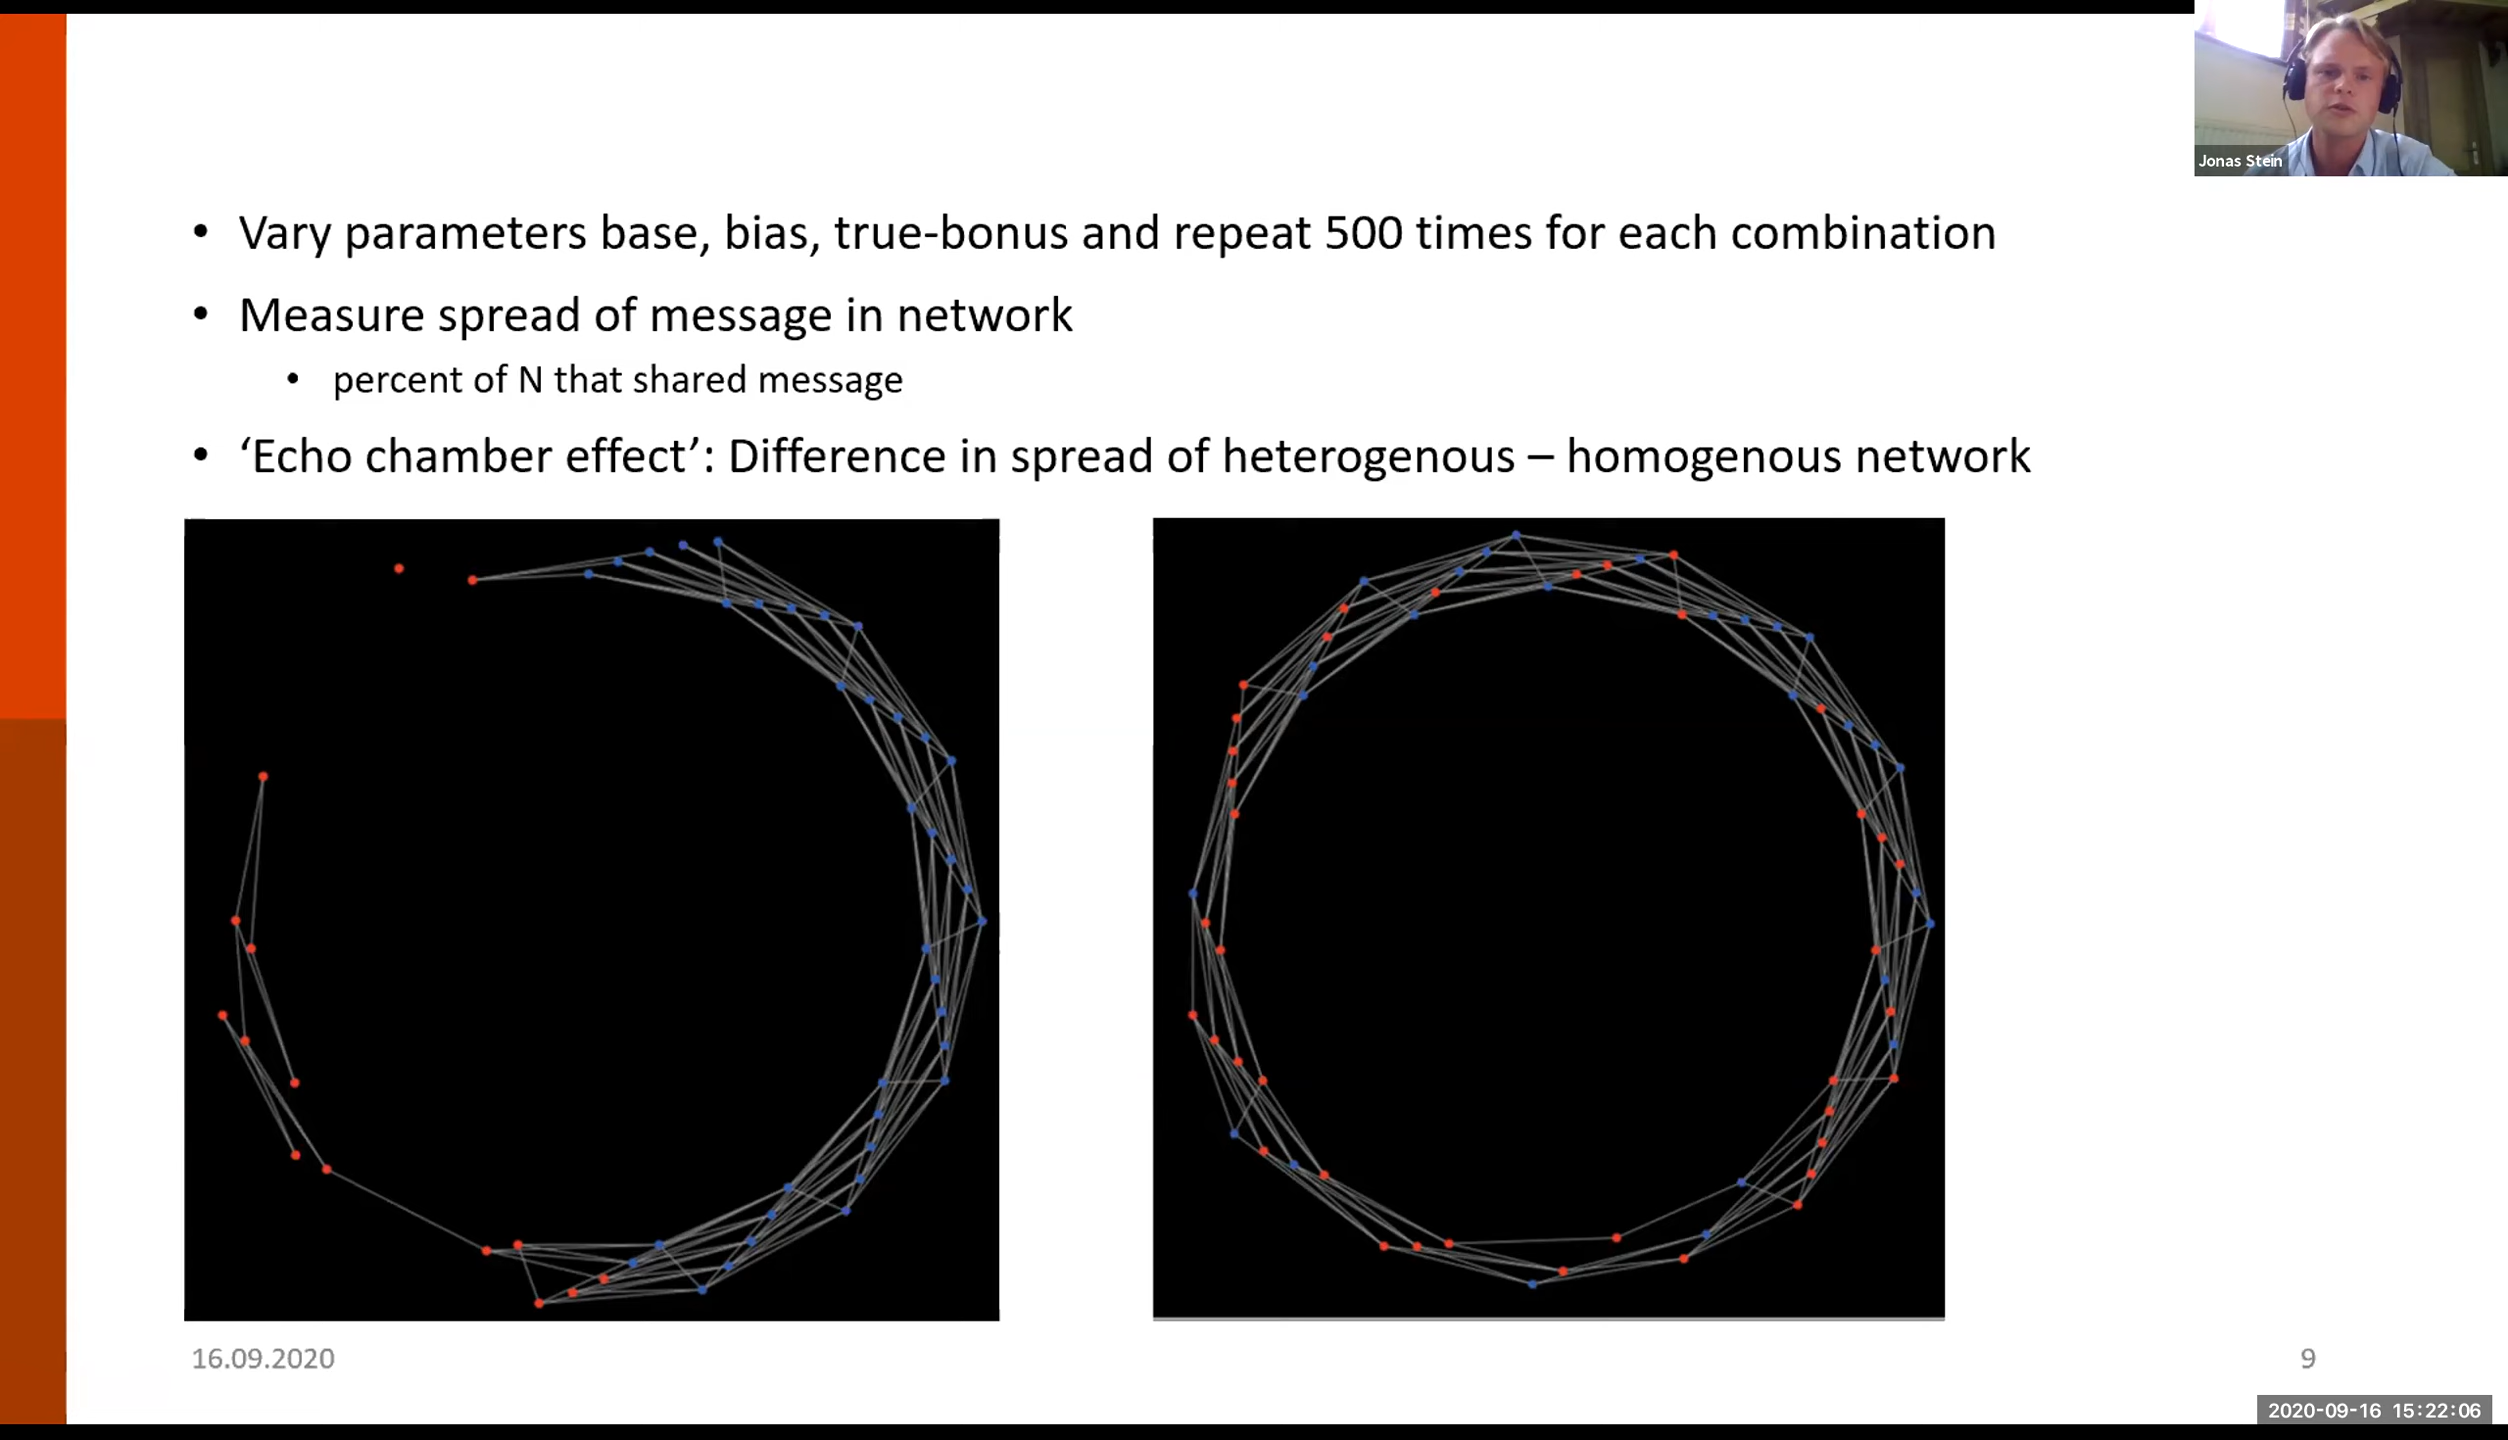 Jonas Stein
• Vary parameters base, bias, true-bonus and repeat 500 times for each combination
• Measure spread of message in network
• percent of N that shared message
• ‘Echo chamber effect’: Difference in spread of heterogenous – homogenous network
16.09.2020
9
2020-09-16 15:22:06